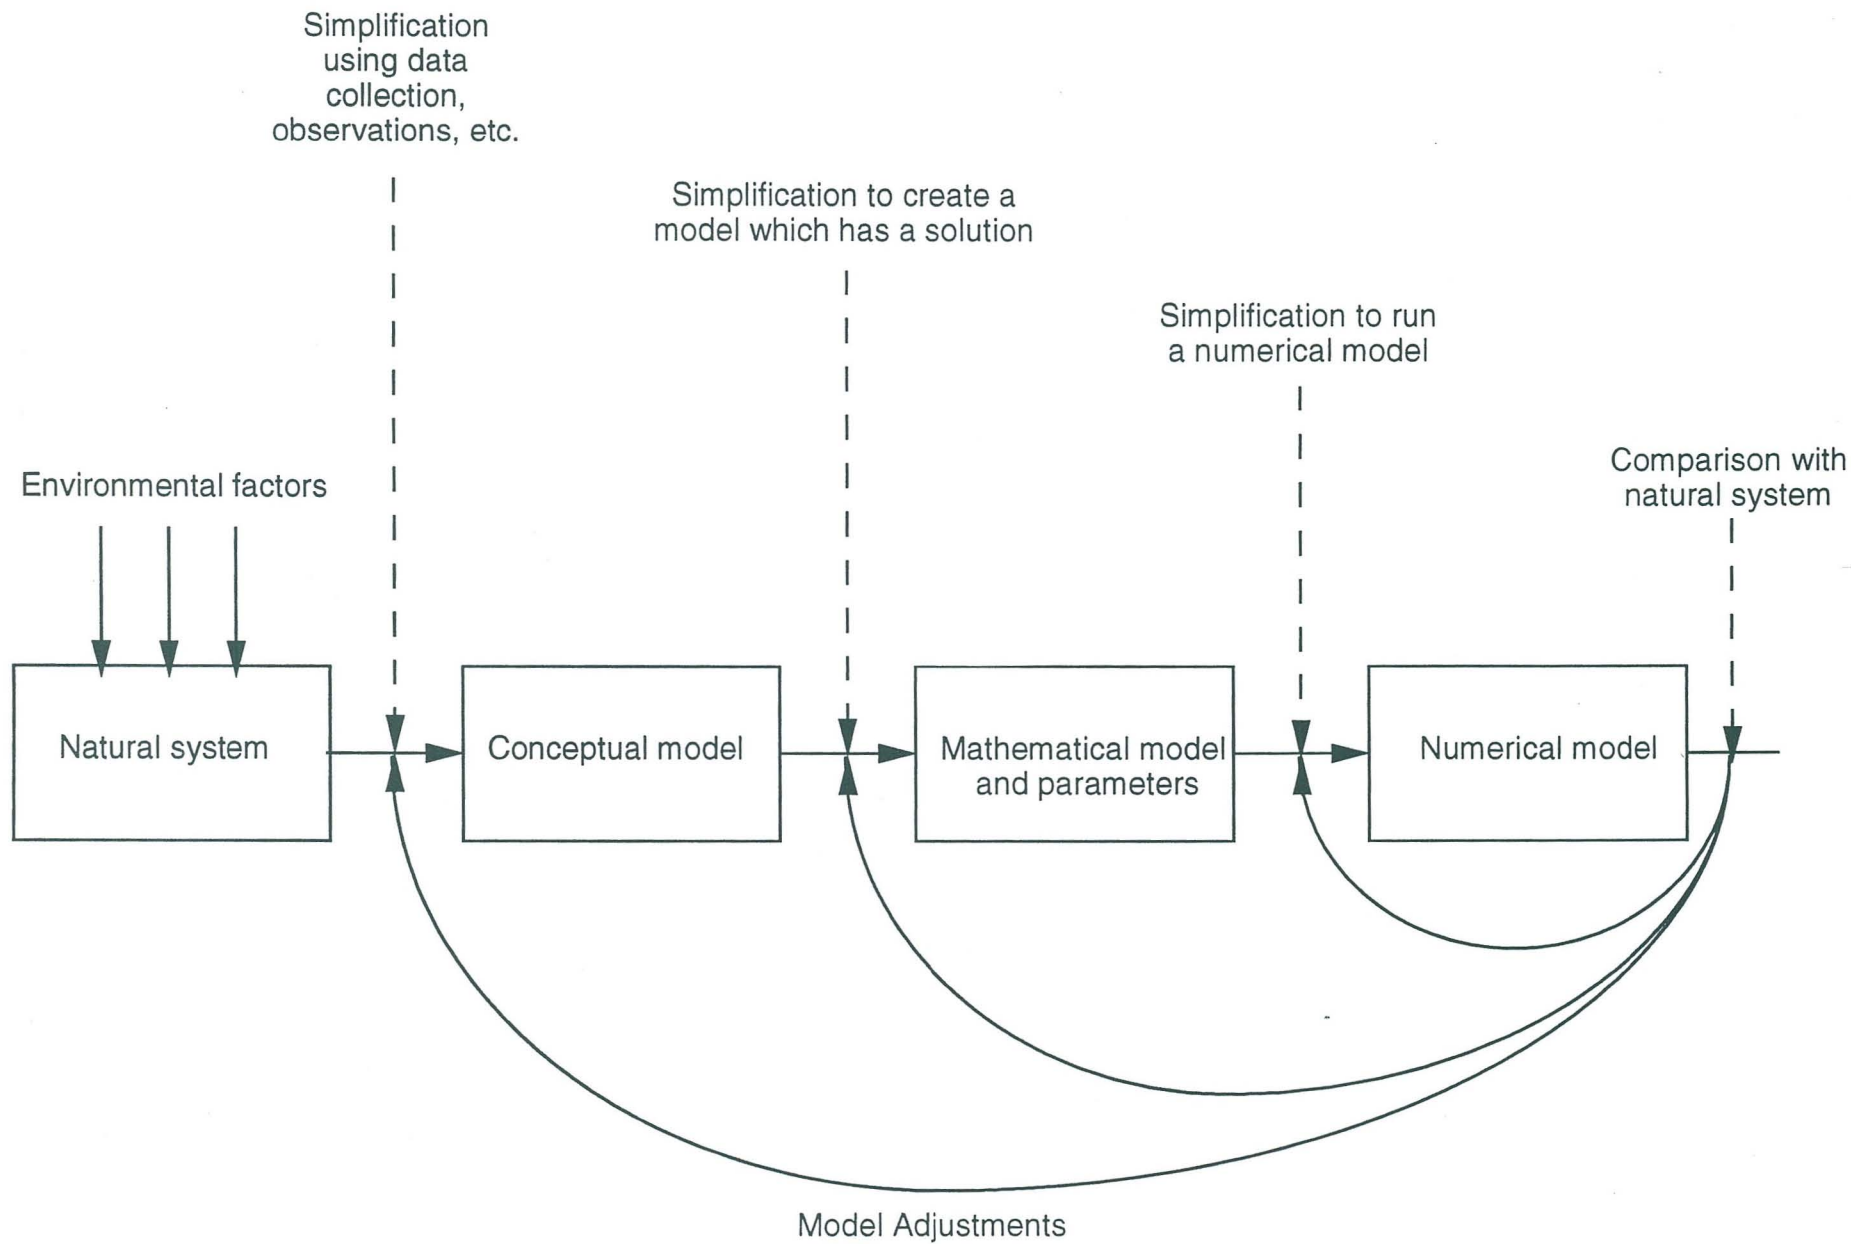 Simplification
using data
collection,
observations, etc.
Simplification to create a
model which has a solution
Simplification to run
a numerical model
Comparison with
natural system
Environmental factors
Natural system
Conceptual model
Mathematical model
and parameters
Numerical model
Model Adjustments